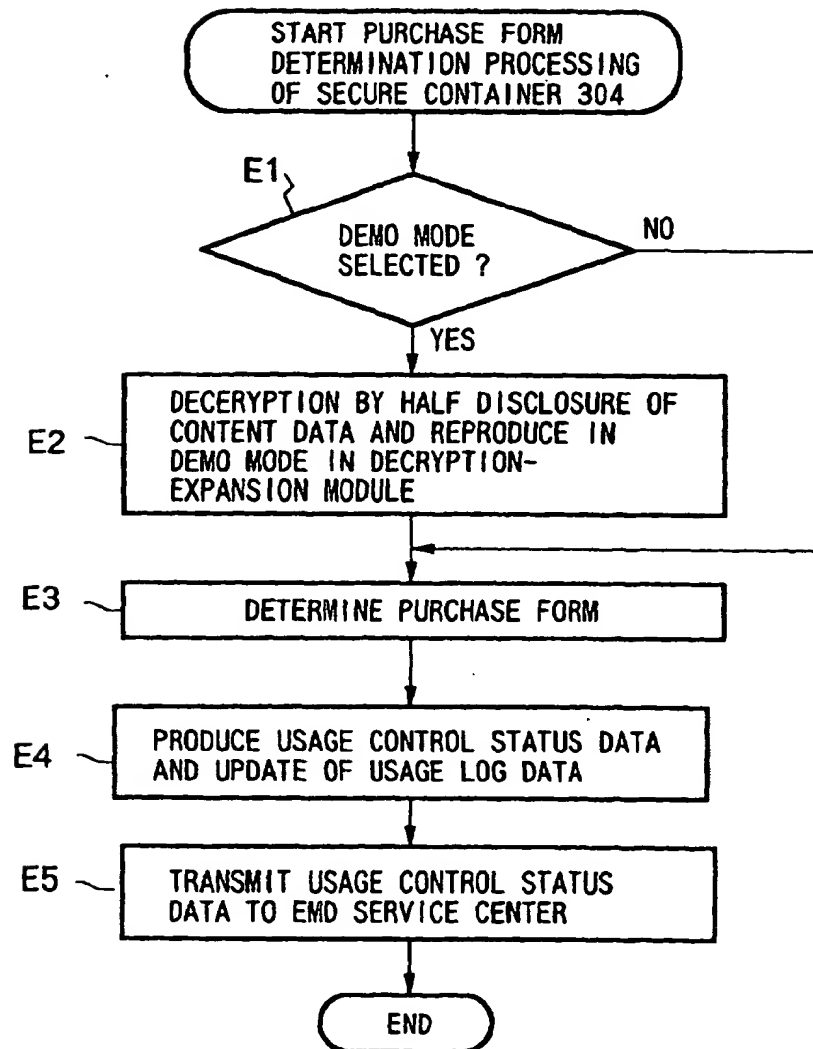 START PURCHASE FORM
DETERMINATION PROCESSING
OF SECURE CONTAINER 304
E1
DEMO MODE
SELECTED ?
NO
YES
E2
DECERYPTION BY HALF DISCLOSURE OF
CONTENT DATA AND REPRODUCE IN
DEMO MODE IN DECRYPTION-
EXPANSION MODULE
E3
DETERMINE PURCHASE FORM
E4
PRODUCE USAGE CONTROL STATUS DATA
AND UPDATE OF USAGE LOG DATA
E5
TRANSMIT USAGE CONTROL STATUS
DATA TO EMD SERVICE CENTER
END